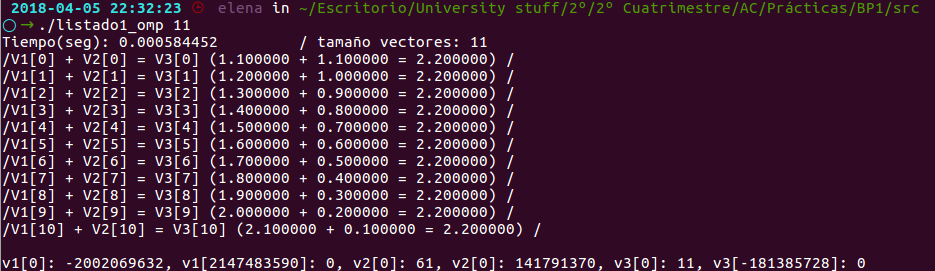 2018-04-05 22:32:23 elena in ~/Escritorio/University stuff/2º/2º Cuatrimestre/AC/Prácticas/BP1/src
○ → ./listado1_omp 11
Tiempo(seg): 0.000584452 / tamaño vectores: 11
/V1[0] + V2[0] = V3[0] (1.100000 + 1.100000 = 2.200000) /
/V1[1] + V2[1] = V3[1] (1.200000 + 1.000000 = 2.200000) /
/V1[2] + V2[2] = V3[2] (1.300000 + 0.900000 = 2.200000) /
/V1[3] + V2[3] = V3[3] (1.400000 + 0.800000 = 2.200000) /
/V1[4] + V2[4] = V3[4] (1.500000 + 0.700000 = 2.200000) /
/V1[5] + V2[5] = V3[5] (1.600000 + 0.600000 = 2.200000) /
/V1[6] + V2[6] = V3[6] (1.700000 + 0.500000 = 2.200000) /
/V1[7] + V2[7] = V3[7] (1.800000 + 0.400000 = 2.200000) /
/V1[8] + V2[8] = V3[8] (1.900000 + 0.300000 = 2.200000) /
/V1[9] + V2[9] = V3[9] (2.000000 + 0.200000 = 2.200000) /
/V1[10] + V2[10] = V3[10] (2.100000 + 0.100000 = 2.200000) /
v1[0]: -2002069632, v1[2147483590]: 0, v2[0]: 61, v2[0]: 141791370, v3[0]: 11, v3[-181385728]: 0